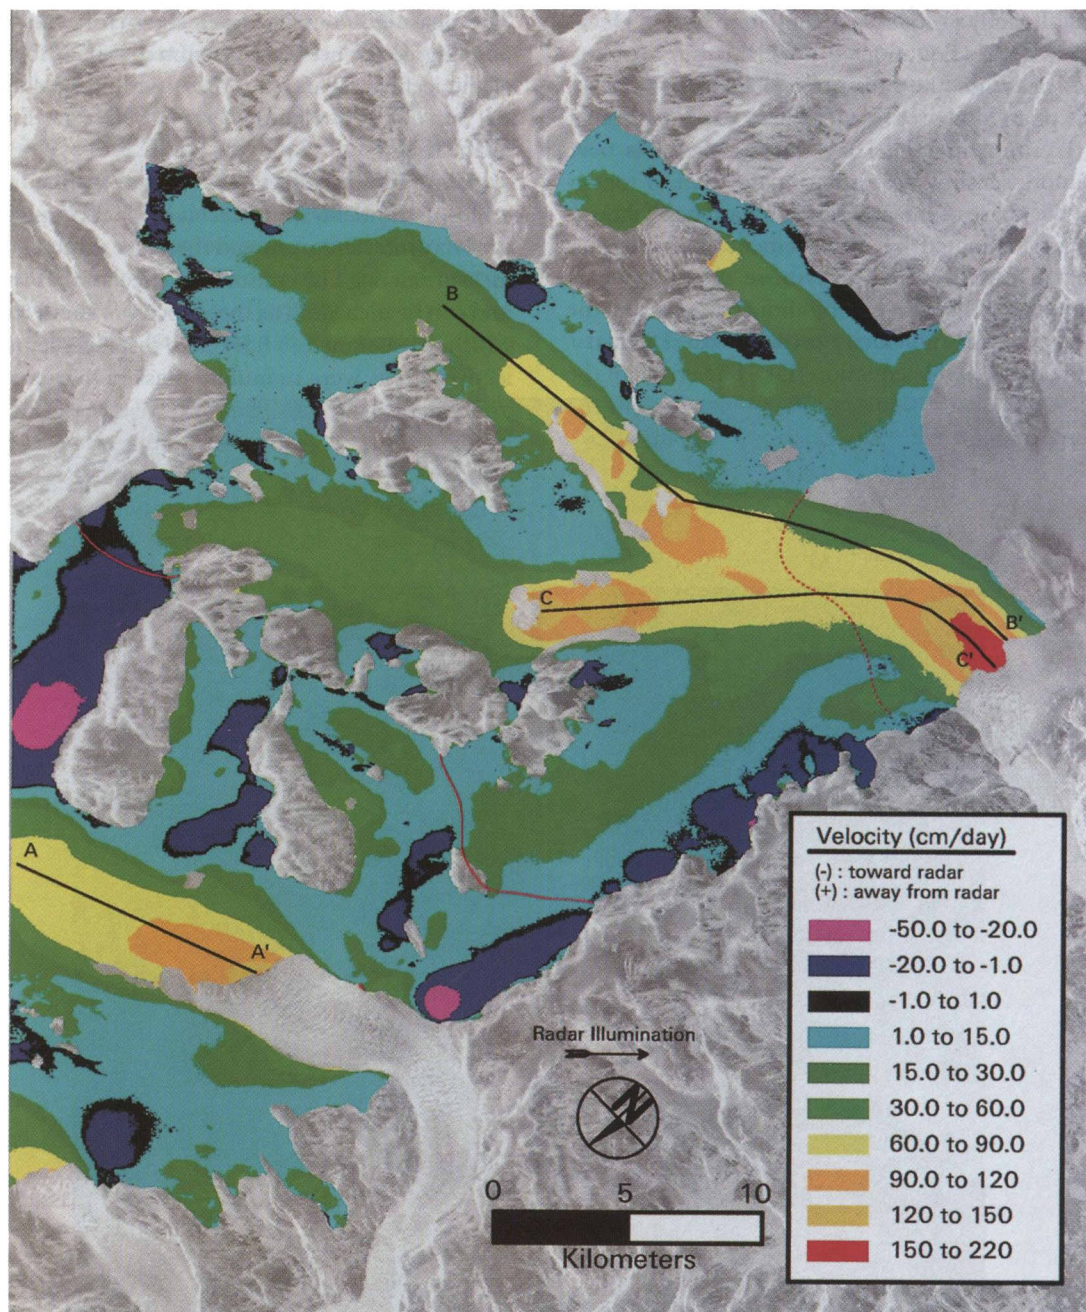 B
C
B'
C'
A
A'
Velocity (cm/day)
(-) : toward radar
(+) : away from radar
-50.0 to -20.0
-20.0 to -1.0
-1.0 to 1.0
1.0 to 15.0
15.0 to 30.0
30.0 to 60.0
60.0 to 90.0
90.0 to 120
120 to 150
150 to 220
Radar Illumination
N
0 5 10
Kilometers